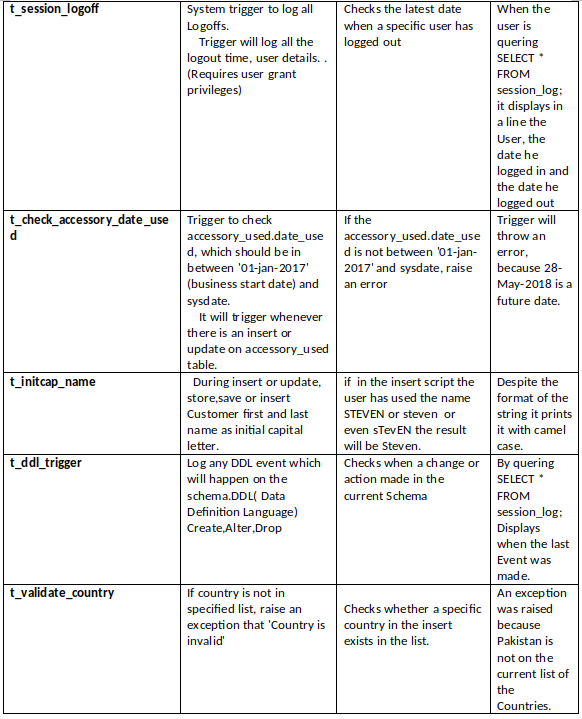 t_session_logoff
System trigger to log all
Logoffs.
Trigger will log all the
logout time, user details. .
(Requires user grant
privileges)
Checks the latest date
when a specific user has
logged out
When the
user is
quering
SELECT *
FROM
session_log;
it displays in
a line the
User, the
date he
logged in and
the date he
logged out
t_check_accessory_date_use
d
Trigger to check
accessory_used.date_use
d, which should be in
between '01-jan-2017'
(business start date) and
sysdate.
It will trigger whenever
there is an insert or
update on accessory_used
table.
If the
accessory_used.date_use
d is not between '01-jan-
2017' and sysdate, raise
an error
Trigger will
throw an
error,
because 28-
May-2018 is a
future date.
t_initcap_name
During insert or update,
store,save or insert
Customer first and last
name as initial capital
letter.
if in the insert script the
user has used the name
STEVEN or steven or
even sTevEN the result
will be Steven.
Despite the
format of the
string it prints
it with camel
case.
t_ddl_trigger
Log any DDL event which
will happen on the
schema.DDL( Data
Definition Language)
Create,Alter,Drop
Checks when a change or
action made in the
current Schema
By quering
SELECT *
FROM
session_log;
Displays
when the last
Event was
made.
t_validate_country
If country is not in
specified list, raise an
exception that 'Country is
invalid'
Checks whether a specific
country in the insert
exists in the list.
An exception
was raised
because
Pakistan is
not on the
current list of
the
Countries.